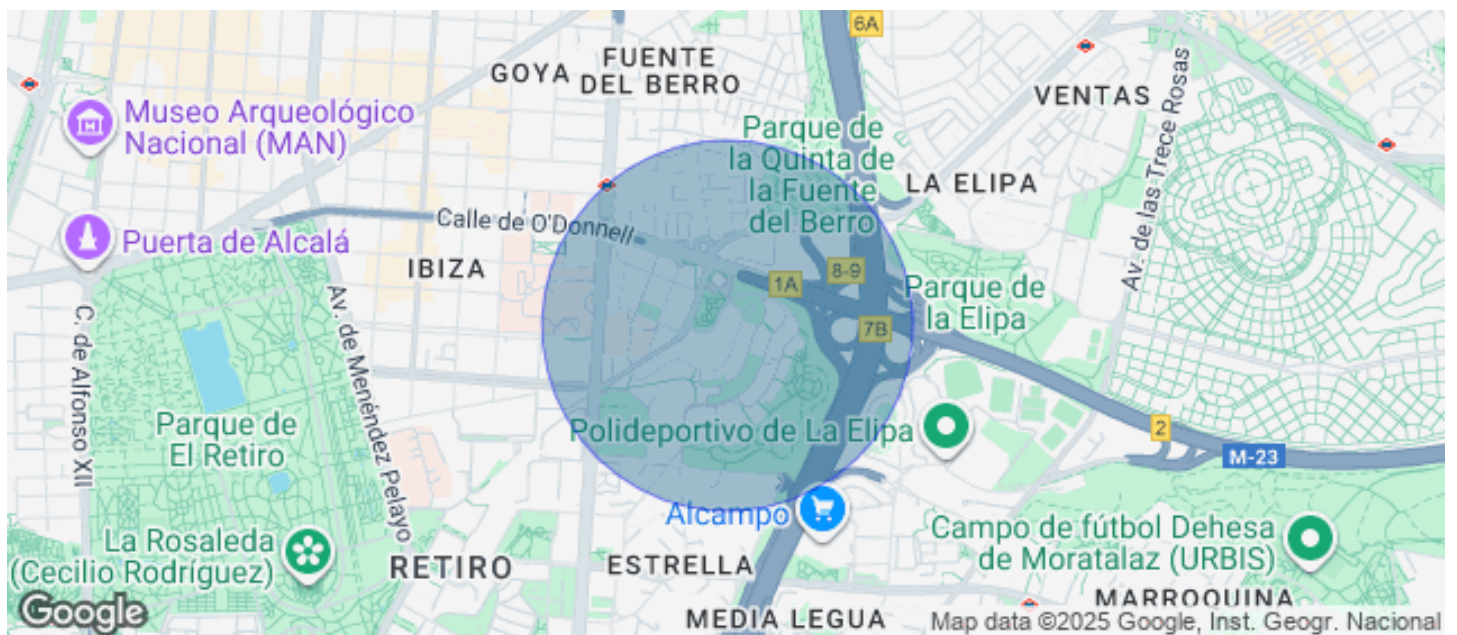 6A
FUENTE
DEL BERRO
GOYA
VENTAS
Museo Arqueológico
Nacional (MAN)
Parque de
la Quinta de
la Fuente
del Berro
Av. de las Trece Rosas
LA ELIPA
Calle de O'Donnell
Puerta de Alcalá
IBIZA
8-9
1A
Parque de
la Elipa
7B
C. de Alfonso XII
Av. de Menéndez Pelayo
Parque de
El Retiro
Polideportivo de La Elipa
2
M-23
Alcampo
Campo de fútbol Dehesa
de Moratalaz (URBIS)
La Rosaleda
(Cecilio Rodríguez)
RETIRO
ESTRELLA
MARROQUINA
Google
MEDIA LEGUA
Map data ©2025 Google, Inst. Geogr. Nacional